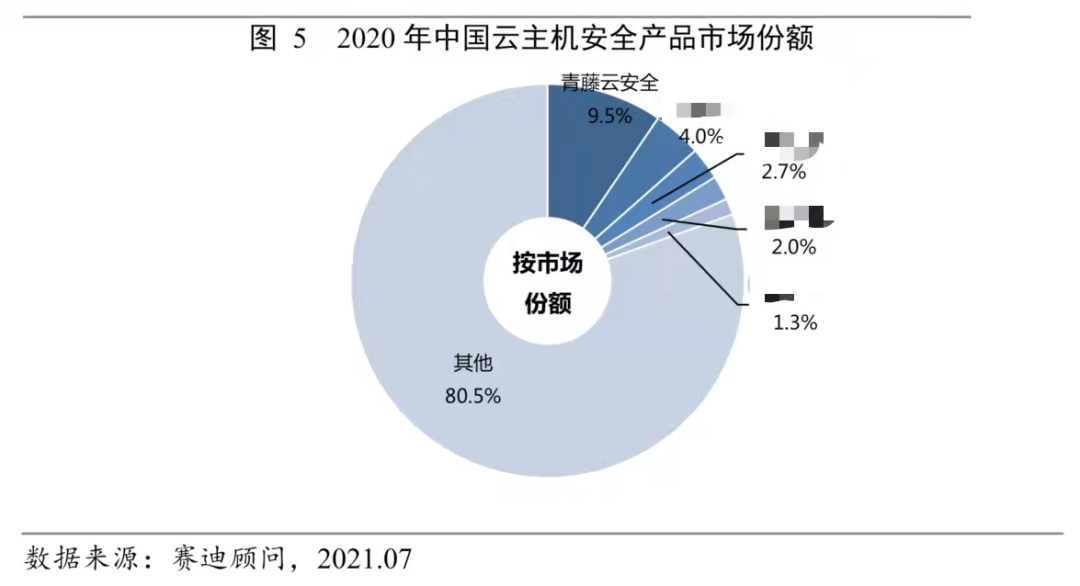 图 5 2020 年中国云主机安全产品市场份额
青藤云安全
9.5%
4.0%
2.7%
2.0%
1.3%
按市场
份额
其他
80.5%
数据来源：赛迪顾问，2021.07